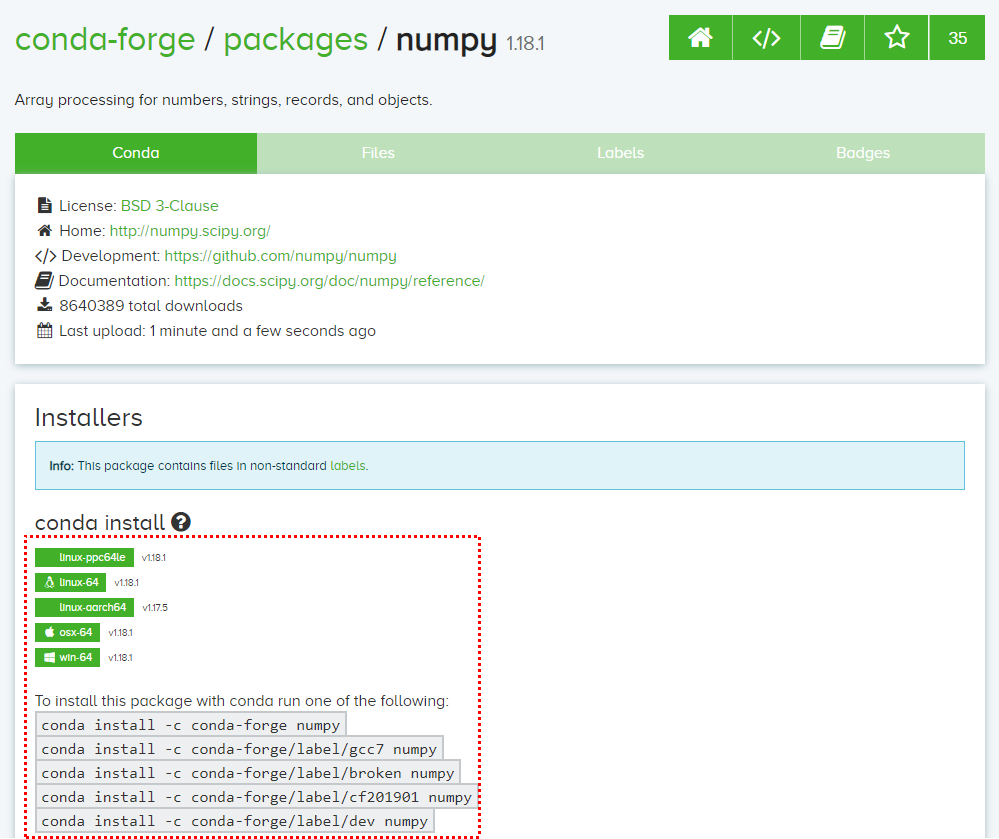 conda-forge / packages / numpy 1.18.1
35
Array processing for numbers, strings, records, and objects.
Conda Files Labels Badges
License: BSD 3-Clause
Home: http://numpy.scipy.org/
Development: https://github.com/numpy/numpy
Documentation: https://docs.scipy.org/doc/numpy/reference/
8640389 total downloads
Last upload: 1 minute and a few seconds ago
Installers
Info: This package contains files in non-standard labels.
conda install
linux-ppc64le v1.18.1
linux-64 v1.18.1
linux-aarch64 v1.17.5
osx-64 v1.18.1
win-64 v1.18.1
To install this package with conda run one of the following:
conda install -c conda-forge numpy
conda install -c conda-forge/label/gcc7 numpy
conda install -c conda-forge/label/broken numpy
conda install -c conda-forge/label/cf201901 numpy
conda install -c conda-forge/label/dev numpy